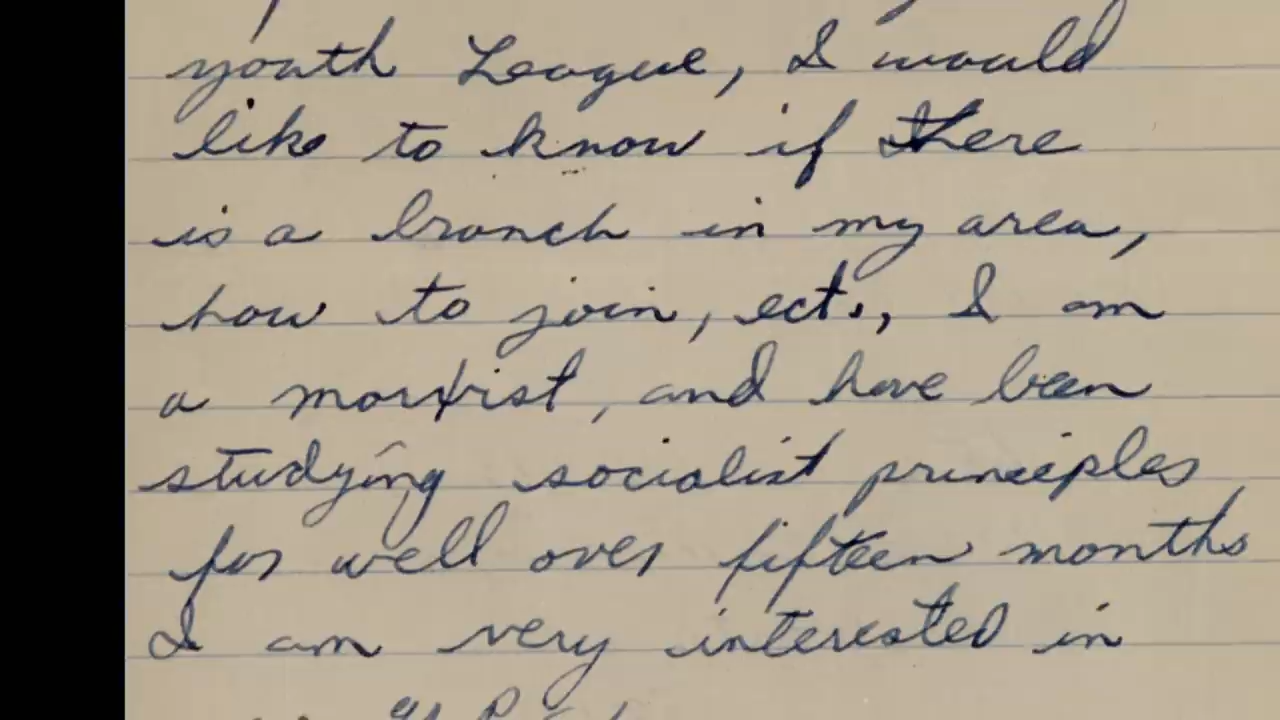 youth League, I would
like to know if there
is a branch in my area,
how to join, ect., I am
a marxist, and have been
studying socialist principles
for well over fifteen months
I am very interested in